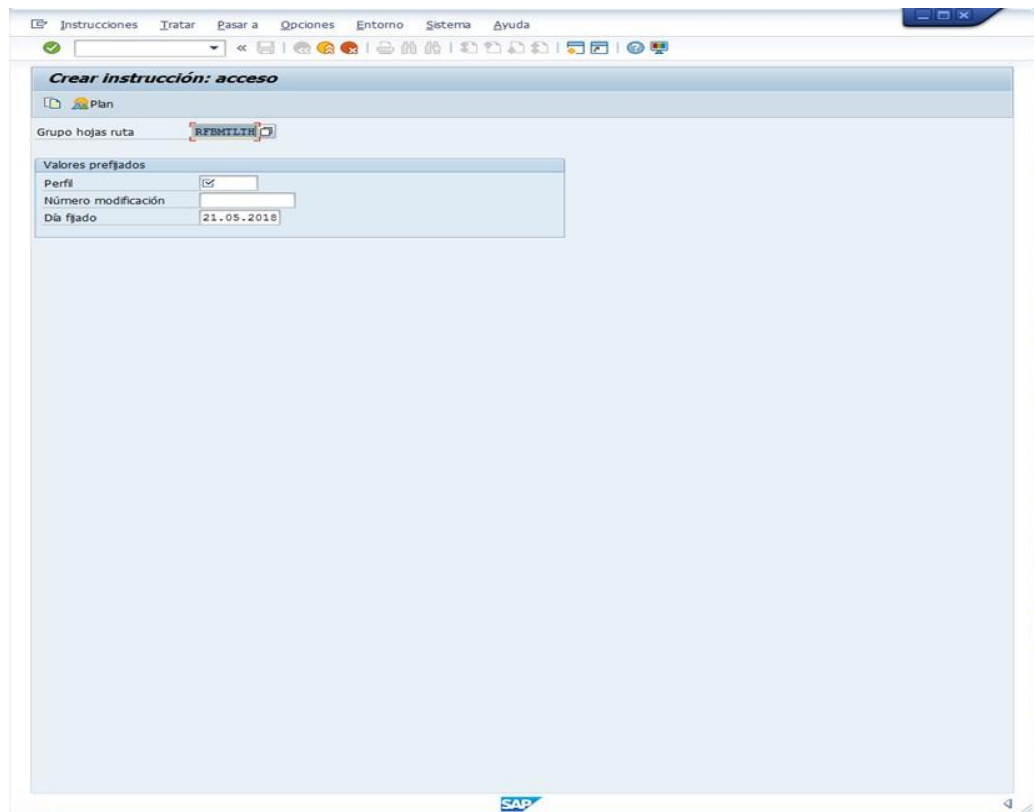 Instrucciones Tratar Pasar a Opciones Entorno Sistema Ayuda
Crear instrucción: acceso
Plan
Grupo hojas ruta RFBMTLTH
Valores prefijados
Perfil
Número modificación
Día fijado 21.05.2018
SAP